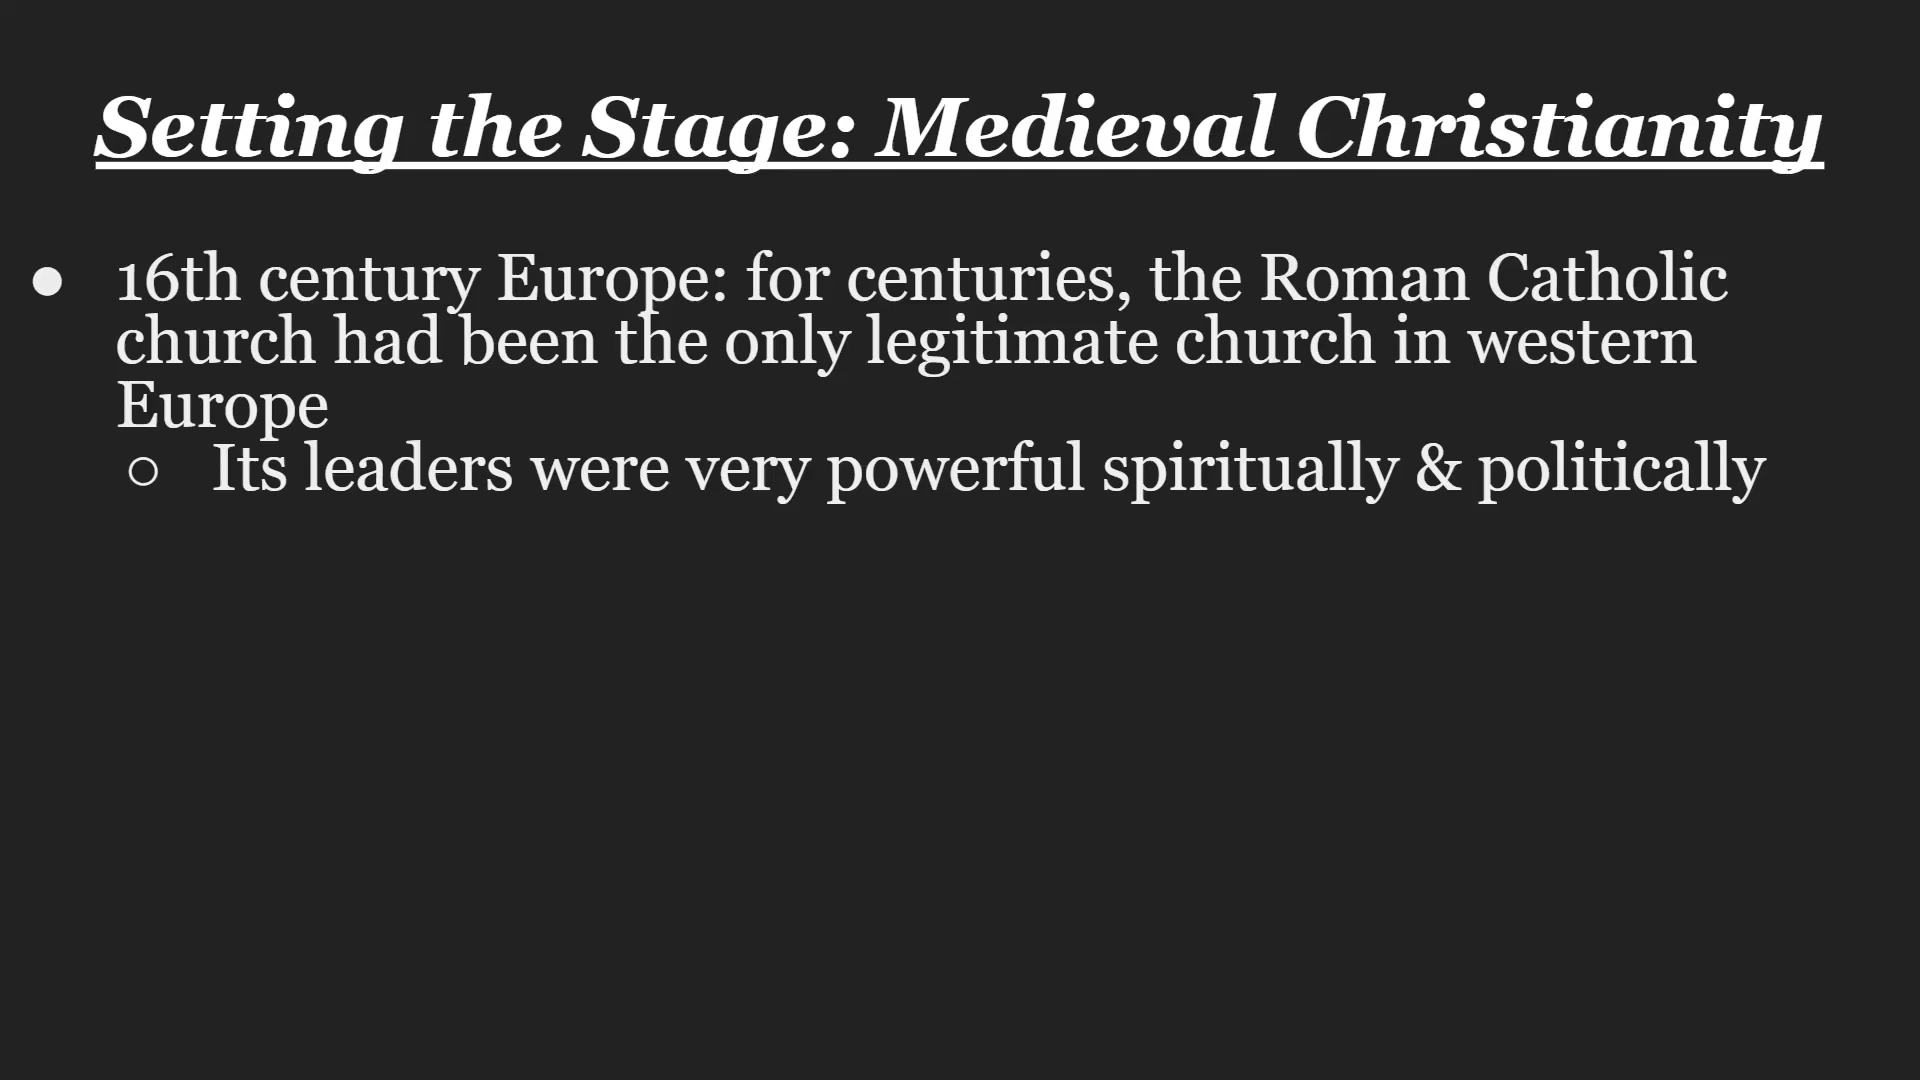 Setting the Stage: Medieval Christianity
● 16th century Europe: for centuries, the Roman Catholic
church had been the only legitimate church in western
Europe
○ Its leaders were very powerful spiritually & politically